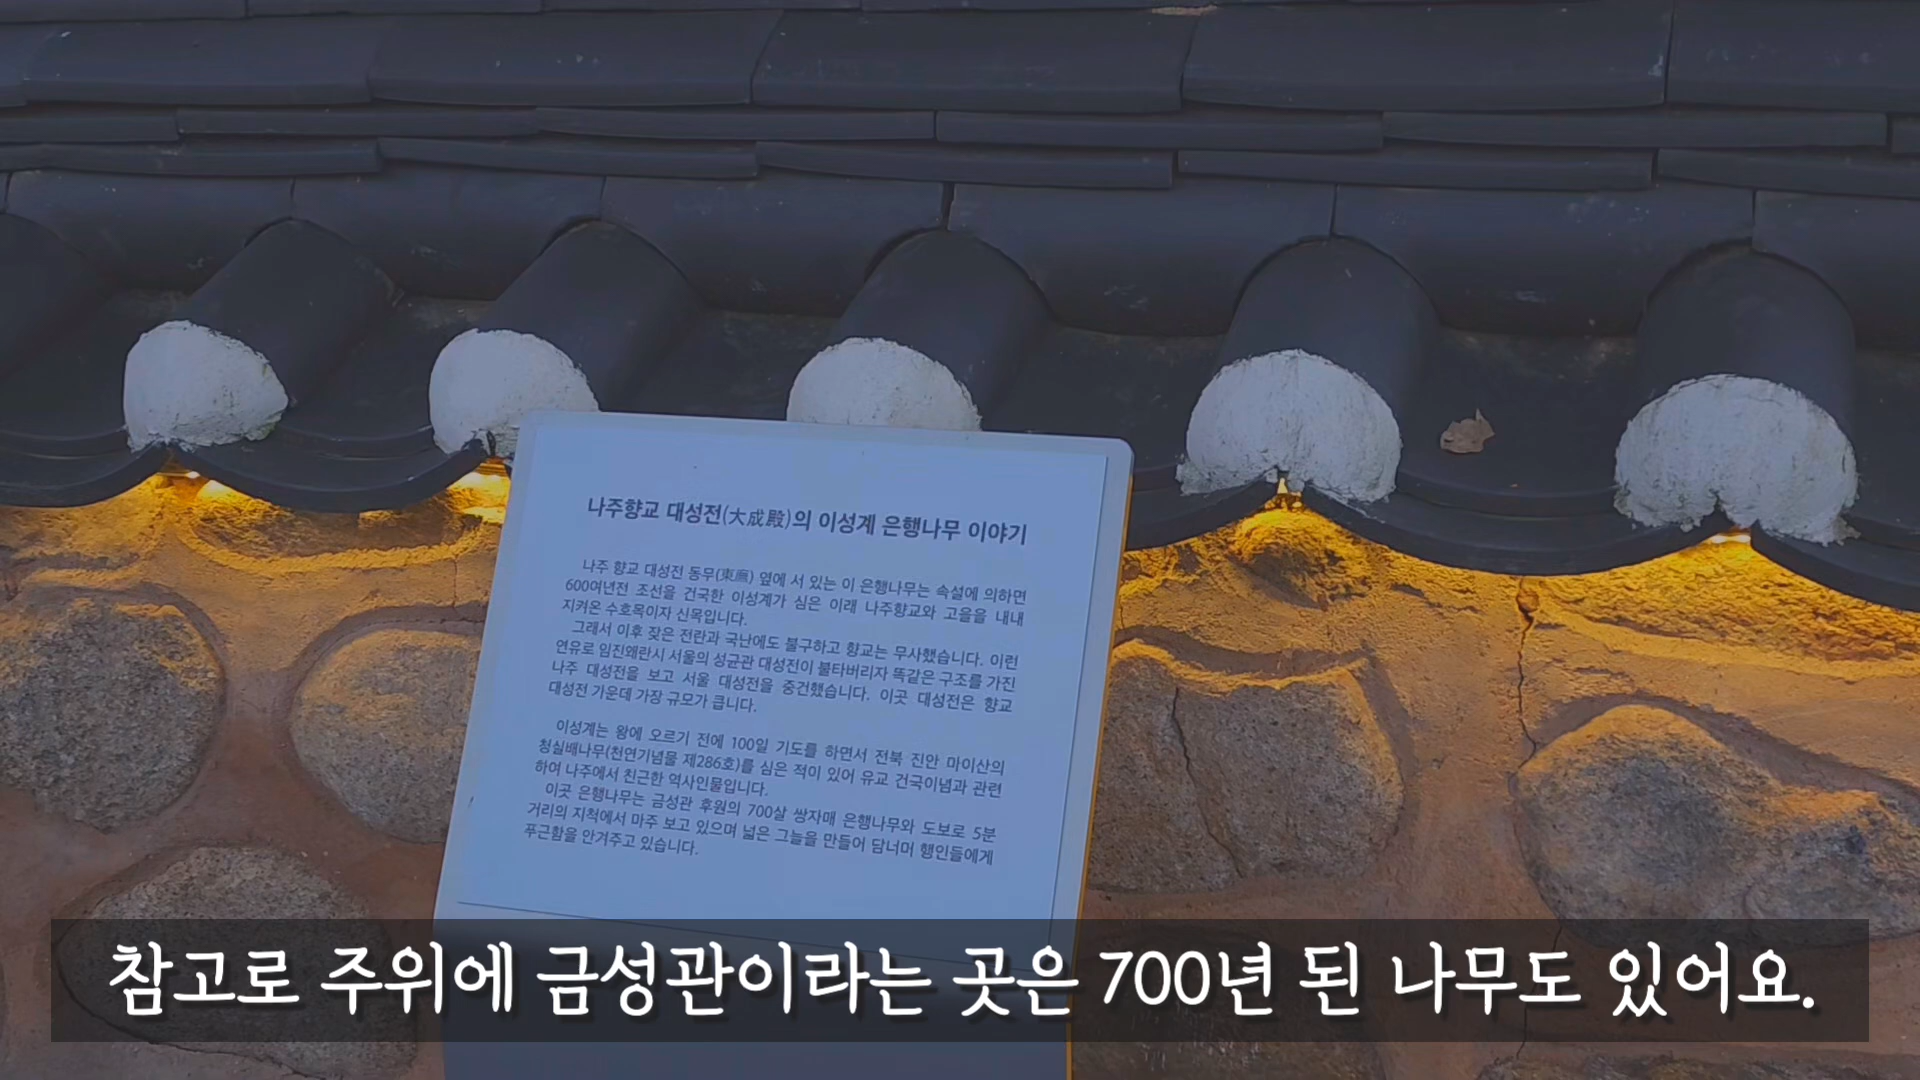 나주향교 대성전(大成殿)의 이성계 은행나무 이야기
나주 향교 대성전 동무(東廡) 옆에 서 있는 이 은행나무는 속설에 의하면
600여년전 조선을 건국한 이성계가 심은 이래 나주향교와 고을을 내내
지켜온 수호목이자 신목입니다.
그래서 이후 잦은 전란과 국난에도 불구하고 향교는 무사했습니다. 이런
연유로 임진왜란시 서울의 성균관 대성전이 불타버리자 똑같은 구조를 가진
나주 대성전을 보고 서울 대성전을 중건했습니다. 이곳 대성전은 향교
대성전 가운데 가장 규모가 큽니다.
이성계는 왕에 오르기 전에 100일 기도를 하면서 전북 진안 마이산의
청실배나무(천연기념물 제286호)를 심은 적이 있어 유교 건국이념과 관련
하여 나주에서 친근한 역사인물입니다.
이곳 은행나무는 금성관 후원의 700살 쌍자매 은행나무와 도보로 5분
거리의 지척에서 마주 보고 있으며 넓은 그늘을 만들어 담너머 행인들에게
푸근함을 안겨주고 있습니다.
참고로 주위에 금성관이라는 곳은 700년 된 나무도 있어요.